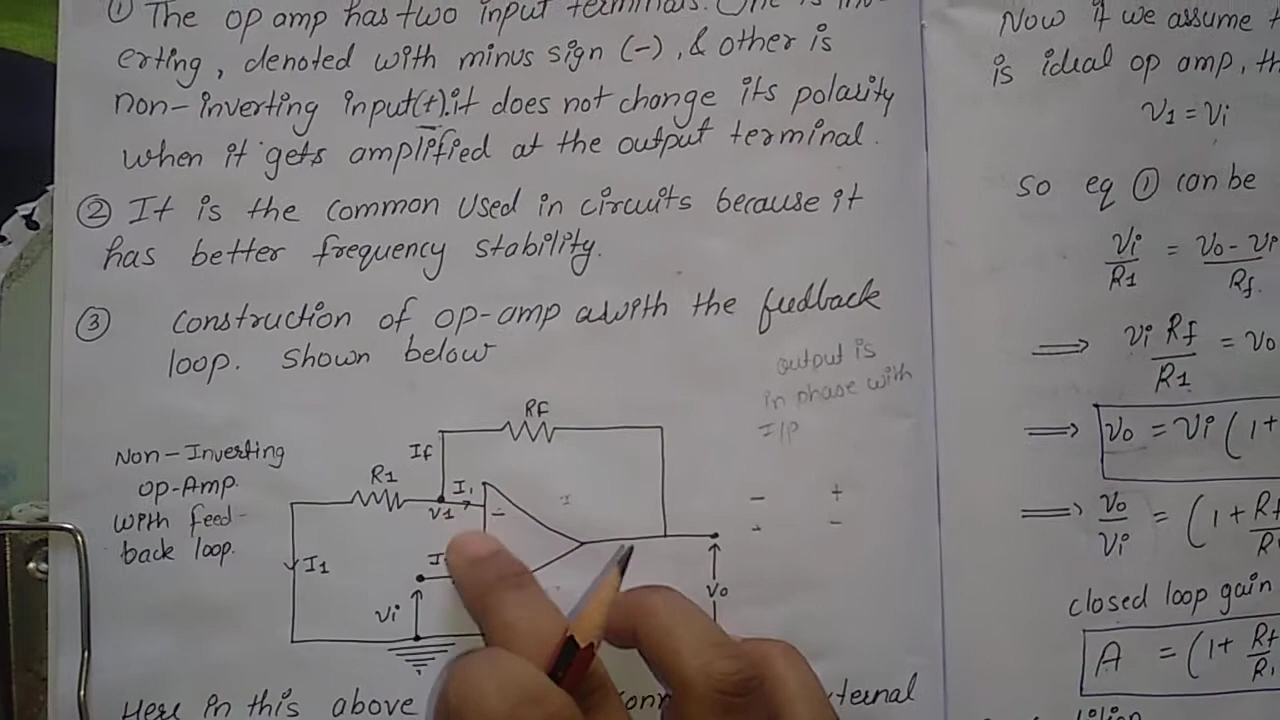 ① The op amp has two input terminals. One is inv-
erting, denoted with minus sign (-), & other is
non-inverting input(+). it does not change its polarity
when it gets amplified at the output terminal.
② It is the common used in circuits because it
has better frequency stability.
③ construction of op-amp with the feedback
loop. shown below
output is
in phase with
I/P
RF
Non-Inverting
op-Amp
with feed-
back loop.
If
R1
I1
V1
-
I1
Vi
Vo
- +
+ -
Here in this above
ternal
Now if we assume
is ideal op amp, th
V1 = Vi
so eq ① can be
Vi/R1 = Vo - Vi/Rf
⟹ Vi Rf/R1 = Vo
⟹ Vo = Vi (1+
⟹ Vo/Vi = (1 + Rf/R1
closed loop gain
A = (1 + Rf/R1